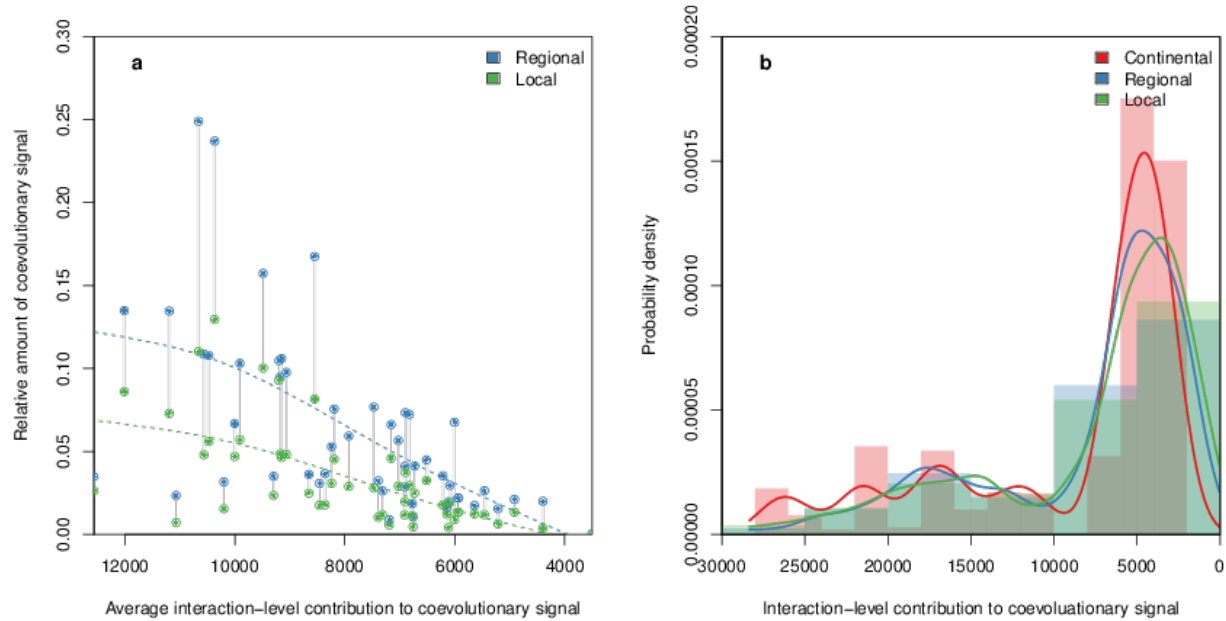 a
Regional
Local
0.30
0.25
0.20
0.15
0.10
0.05
0.00
Relative amount of coevolutionary signal
12000 10000 8000 6000 4000
Average interaction-level contribution to coevolutionary signal
b
Continental
Regional
Local
0.00020
0.00015
0.00010
0.00005
0.00000
Probability density
30000 25000 20000 15000 10000 5000 0
Interaction-level contribution to coevoluationary signal